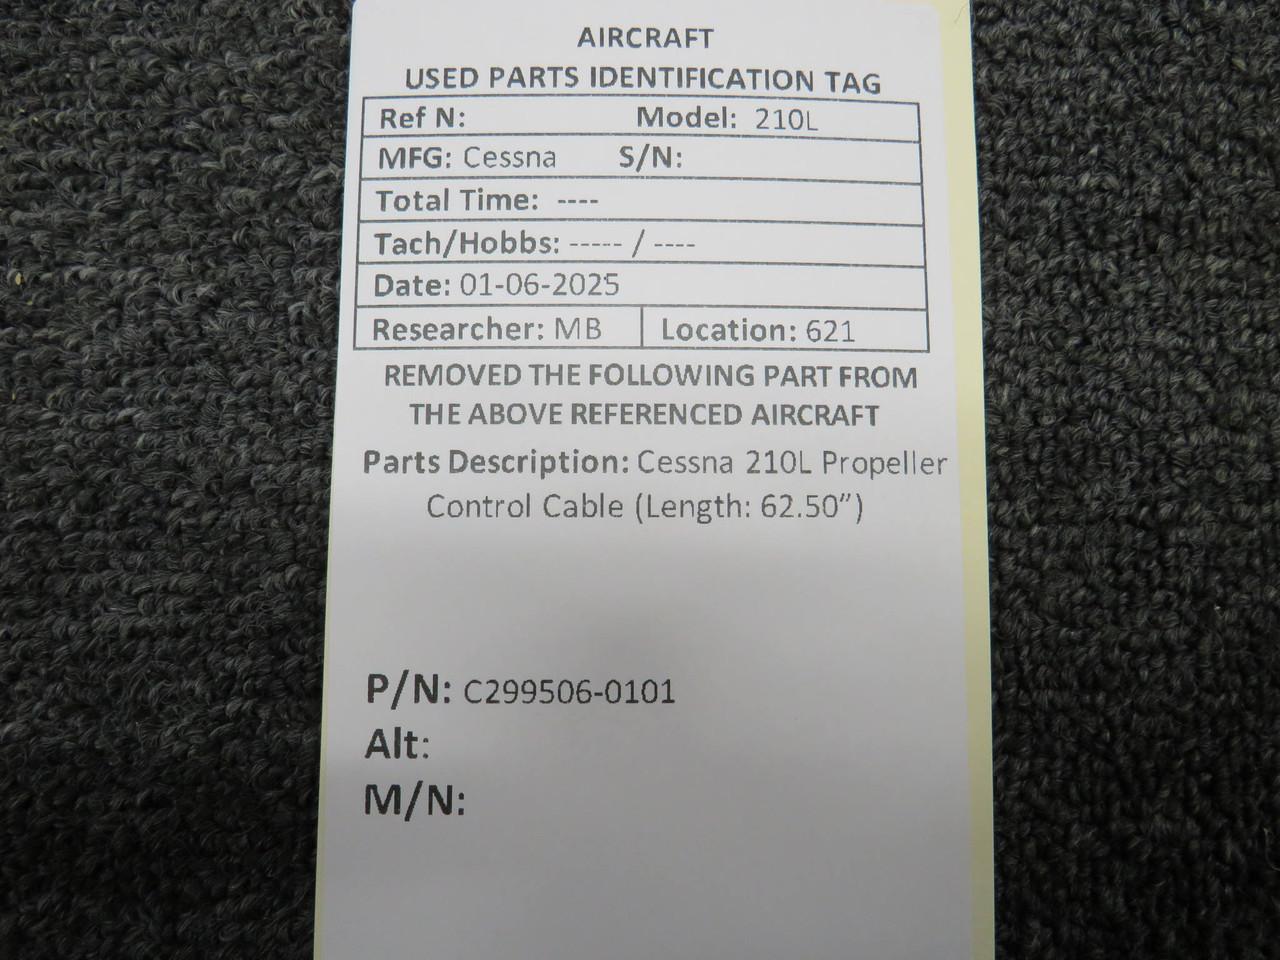 AIRCRAFT
USED PARTS IDENTIFICATION TAG
Ref N: Model: 210L
MFG: Cessna S/N:
Total Time: ----
Tach/Hobbs: ----- / ----
Date: 01-06-2025
Researcher: MB Location: 621
REMOVED THE FOLLOWING PART FROM
THE ABOVE REFERENCED AIRCRAFT
Parts Description: Cessna 210L Propeller
Control Cable (Length: 62.50”)
P/N: C299506-0101
Alt:
M/N: